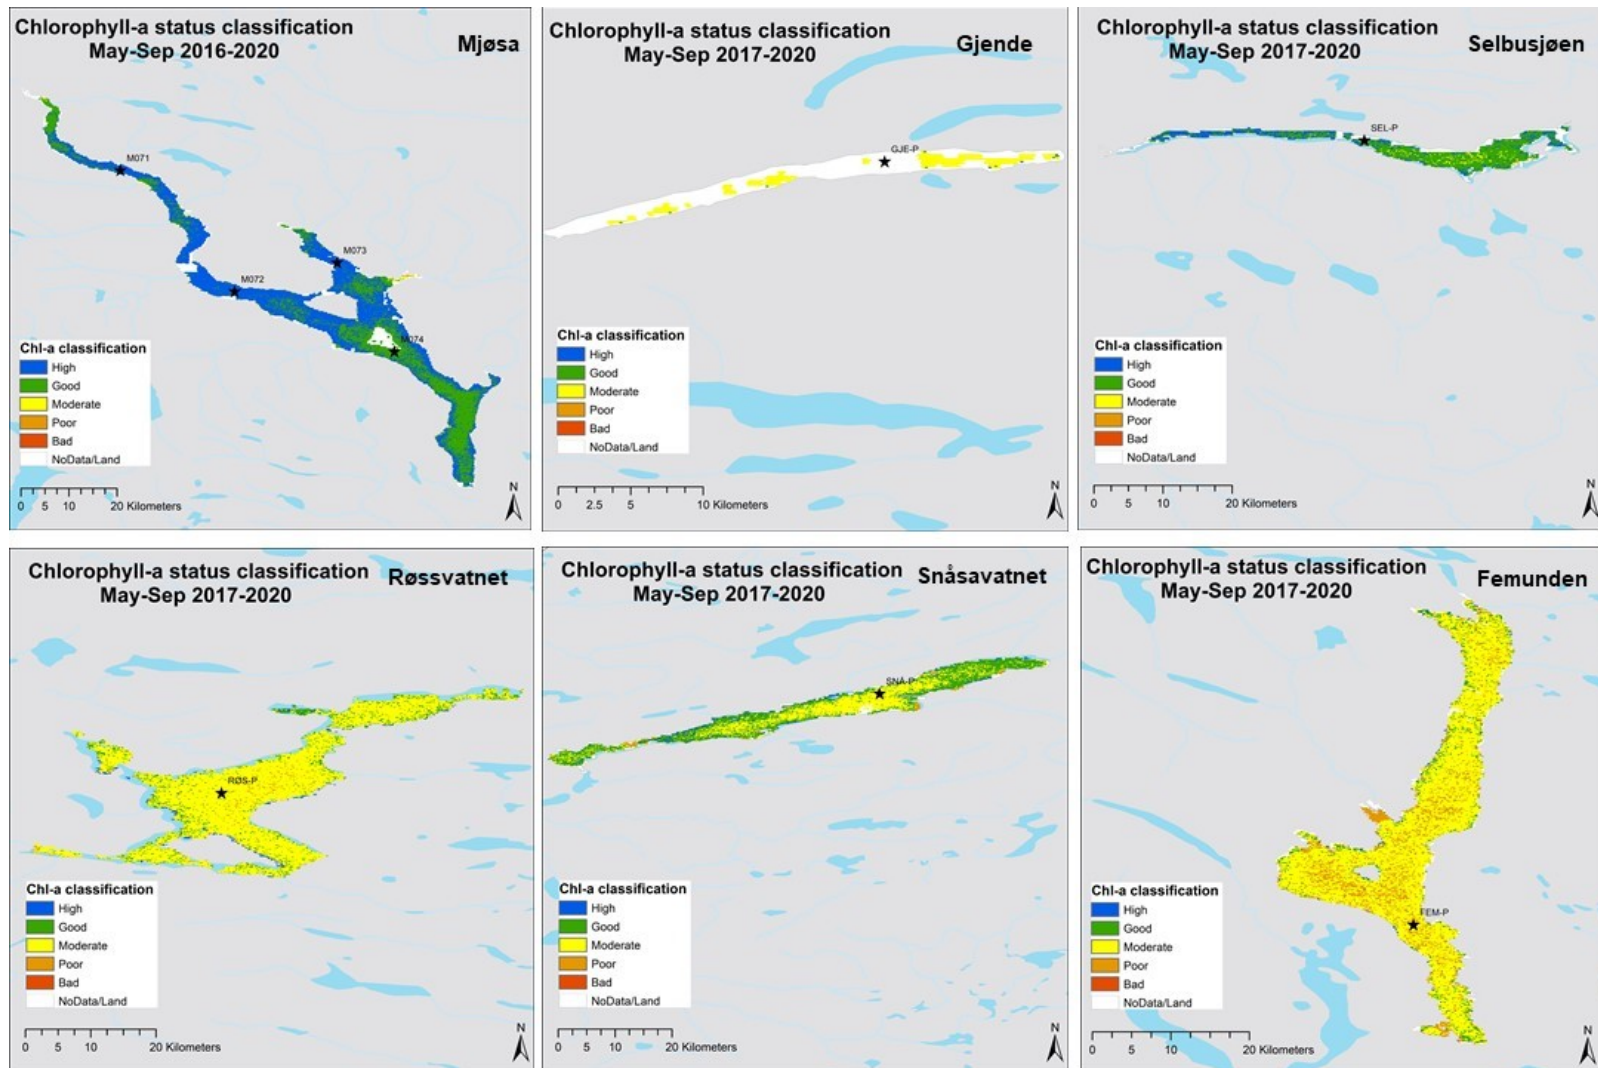 Chlorophyll-a status classification
May-Sep 2016-2020
Mjøsa
M071
M073
M072
M074
Chl-a classification
High
Good
Moderate
Poor
Bad
NoData/Land
0 5 10 20 Kilometers
N
Chlorophyll-a status classification
May-Sep 2017-2020
Gjende
GJE-P
Chl-a classification
High
Good
Moderate
Poor
Bad
NoData/Land
0 2.5 5 10 Kilometers
N
Chlorophyll-a status classification
May-Sep 2017-2020
Selbusjøen
SEL-P
Chl-a classification
High
Good
Moderate
Poor
Bad
NoData/Land
0 5 10 20 Kilometers
N
Chlorophyll-a status classification
May-Sep 2017-2020
Røssvatnet
RØS-P
Chl-a classification
High
Good
Moderate
Poor
Bad
NoData/Land
0 5 10 20 Kilometers
N
Chlorophyll-a status classification
May-Sep 2017-2020
Snåsavatnet
SNÅ-P
Chl-a classification
High
Good
Moderate
Poor
Bad
NoData/Land
0 5 10 20 Kilometers
N
Chlorophyll-a status classification
May-Sep 2017-2020
Femunden
FEM-P
Chl-a classification
High
Good
Moderate
Poor
Bad
NoData/Land
0 5 10 20 Kilometers
N